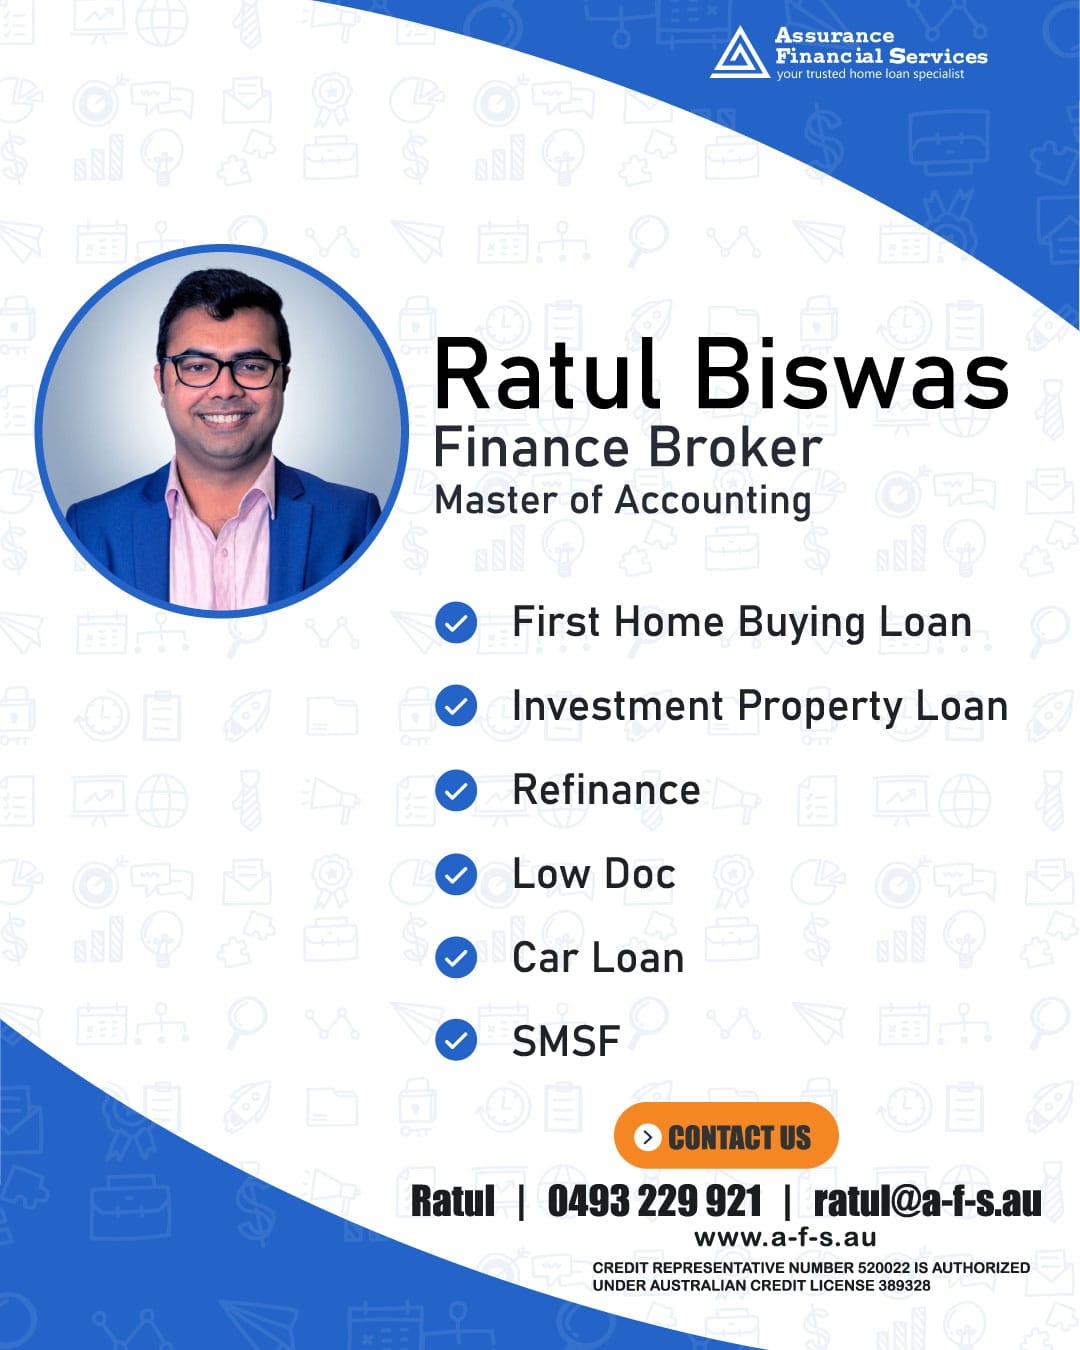 Assurance
Financial Services
your trusted home loan specialist
Ratul Biswas
Finance Broker
Master of Accounting
First Home Buying Loan
Investment Property Loan
Refinance
Low Doc
Car Loan
SMSF
CONTACT US
Ratul | 0493 229 921 | ratul@a-f-s.au
www.a-f-s.au
CREDIT REPRESENTATIVE NUMBER 520022 IS AUTHORIZED
UNDER AUSTRALIAN CREDIT LICENSE 389328